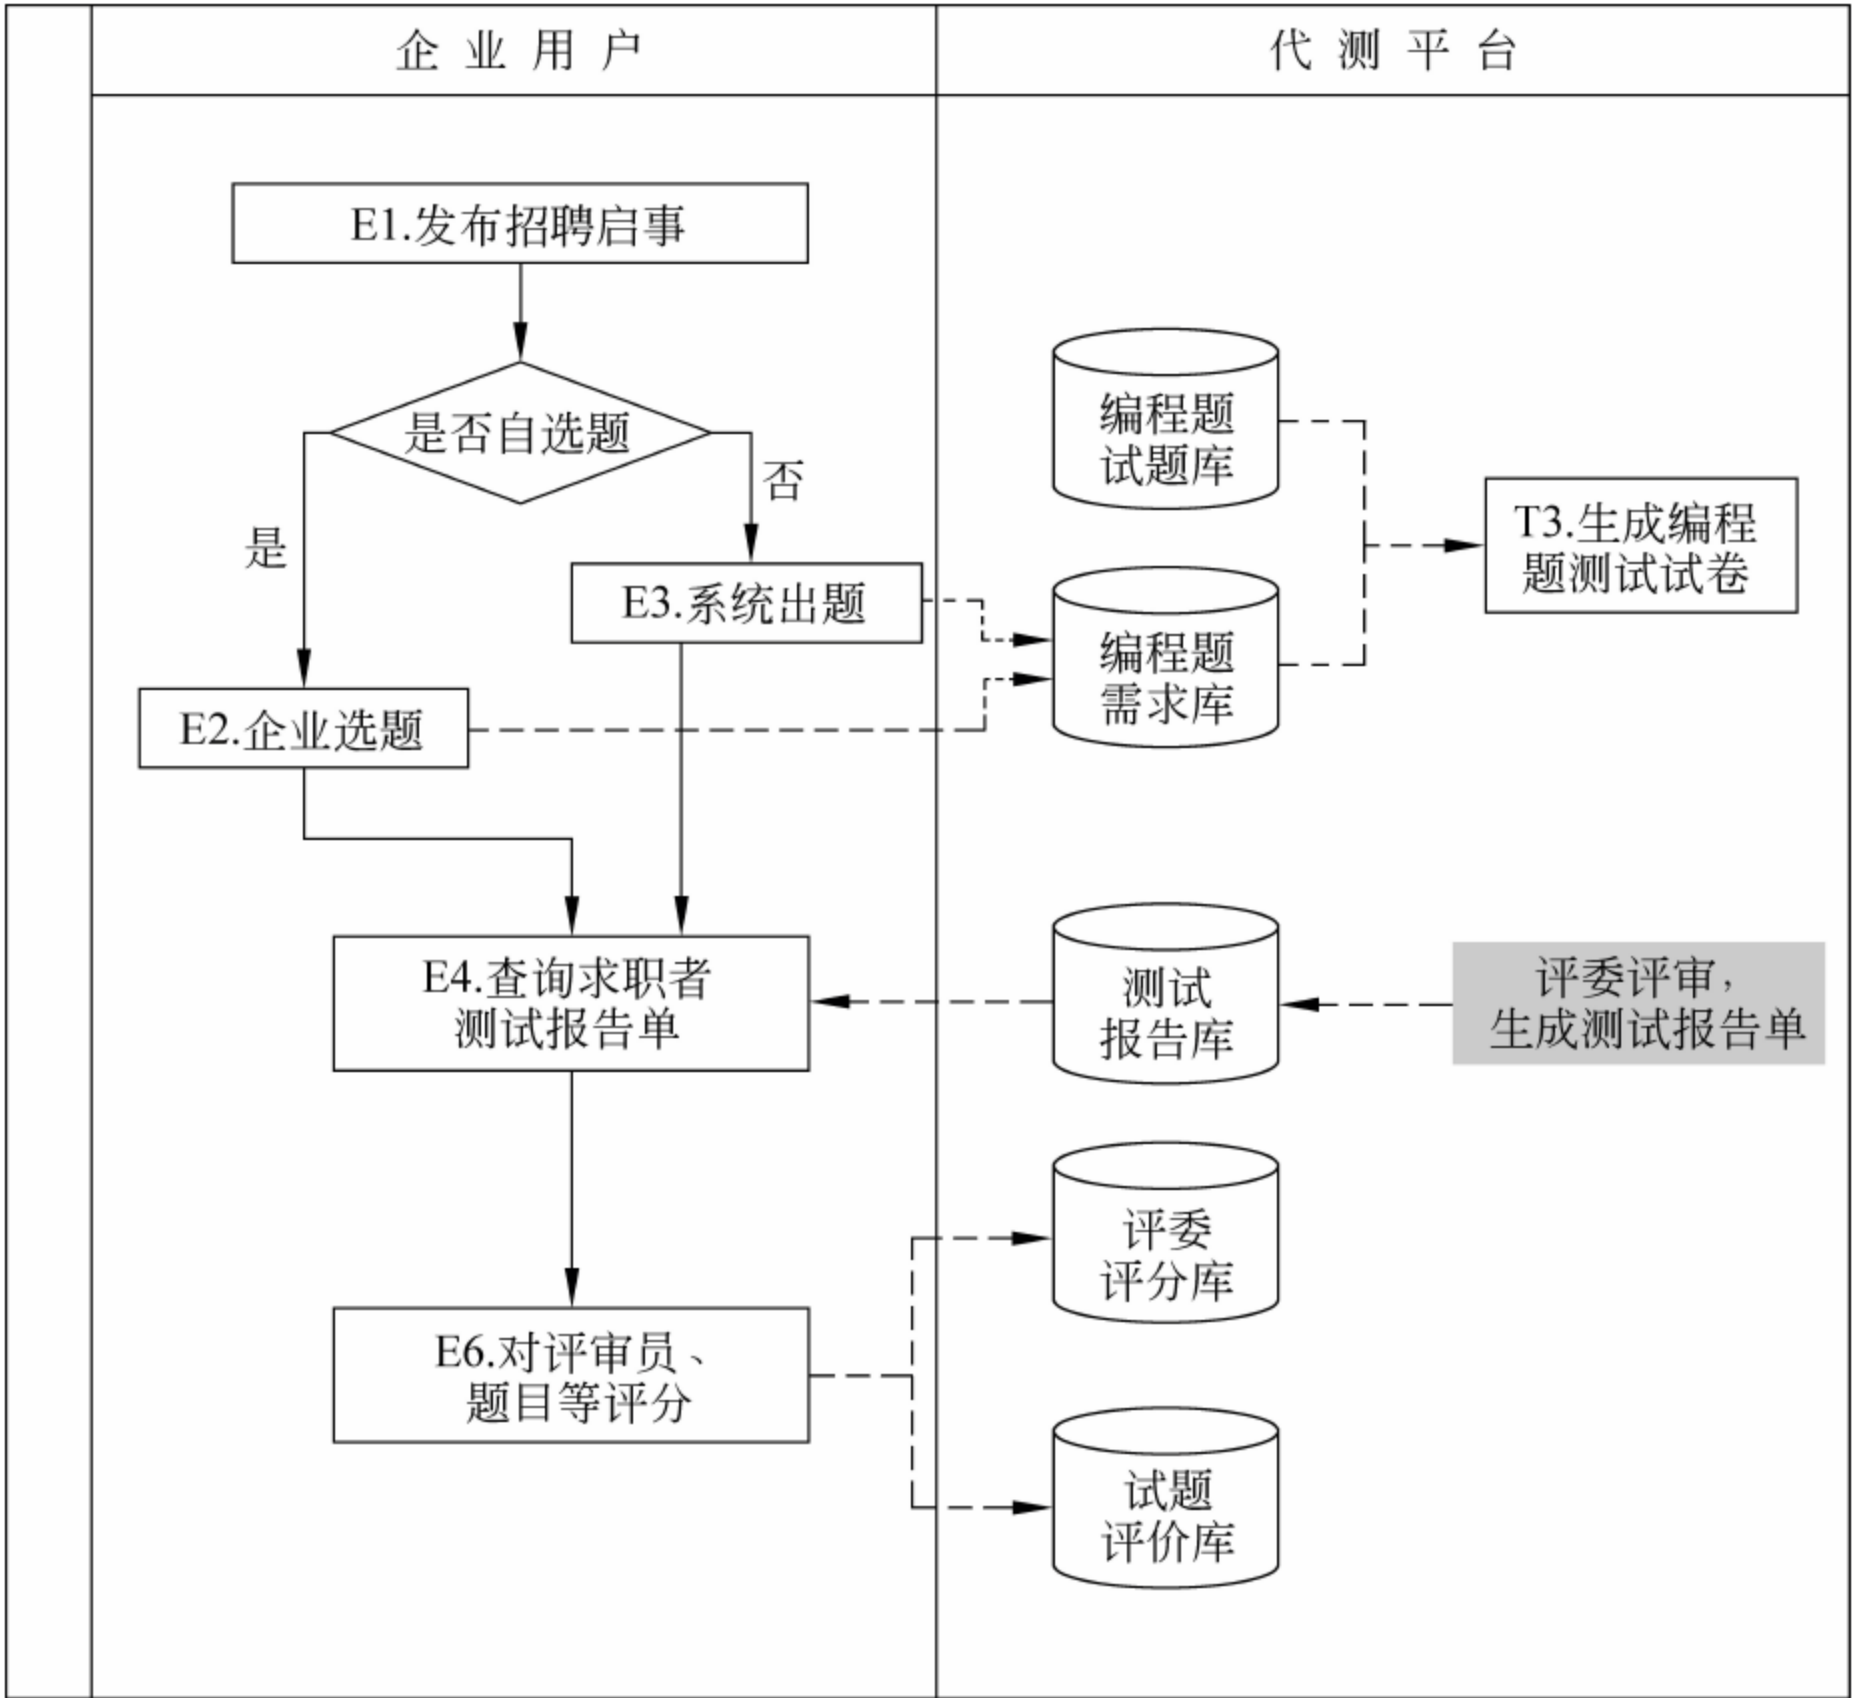 企业用户
代测平台
E1.发布招聘启事
是否自选题
是
否
E3.系统出题
E2.企业选题
编程题
试题库
T3.生成编程
题测试试卷
编程题
需求库
E4.查询求职者
测试报告单
测试
报告库
评委评审，
生成测试报告单
评委
评分库
E6.对评审员、
题目等评分
试题
评价库